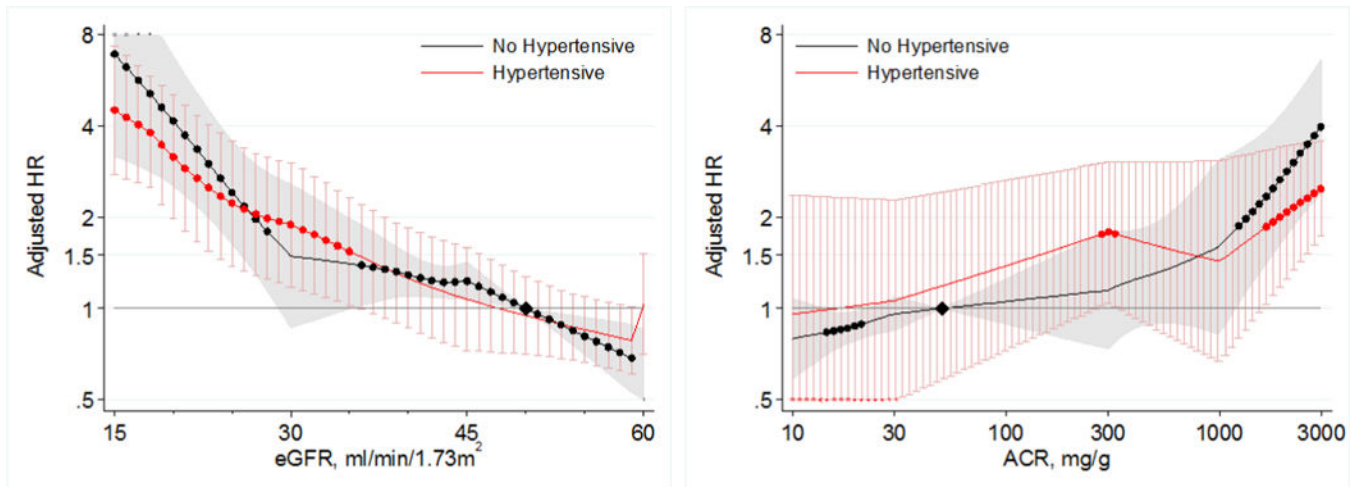 8
4
2
1.5
1
.5
Adjusted HR
No Hypertensive
Hypertensive
15 30 45 60
eGFR, ml/min/1.73m²
8
4
2
1.5
1
.5
Adjusted HR
No Hypertensive
Hypertensive
10 30 100 300 1000 3000
ACR, mg/g